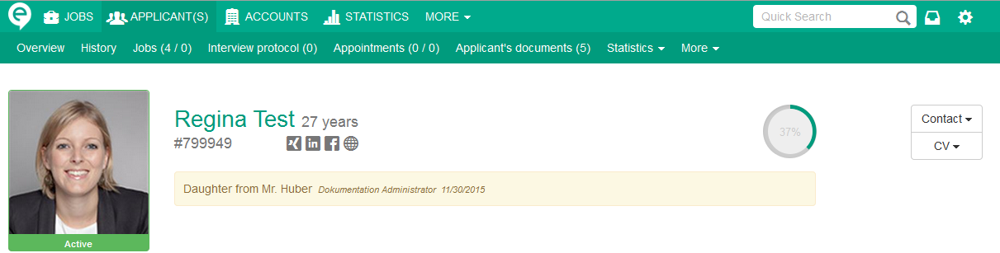 e JOBS APPLICANT(S) ACCOUNTS STATISTICS MORE Quick Search
Overview History Jobs (4 / 0) Interview protocol (0) Appointments (0 / 0) Applicant's documents (5) Statistics More
Regina Test 27 years
#799949
37%
Contact
CV
Daughter from Mr. Huber Dokumentation Administrator 11/30/2015
Active